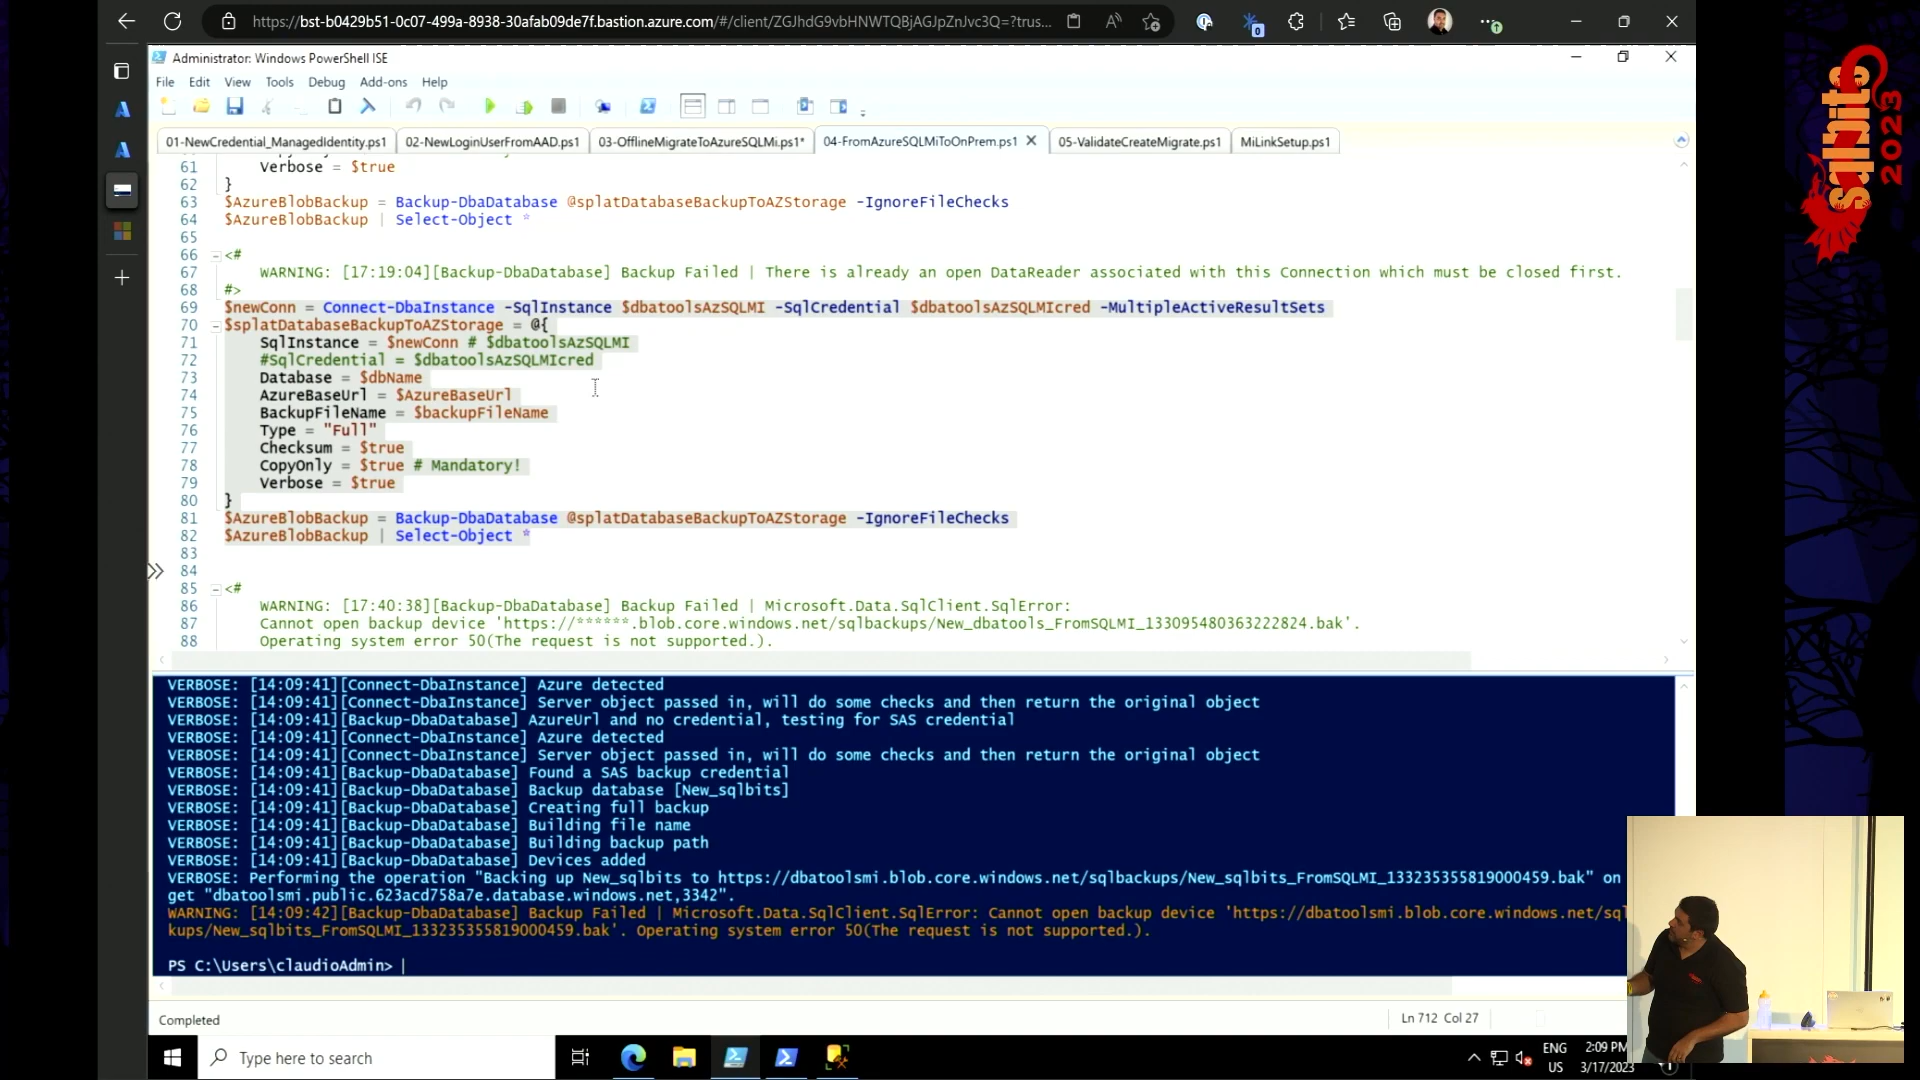 https://bst-b0429b51-0c07-499a-8938-30afab09de7f.bastion.azure.com/#/client/ZGJhdG9vbHNWTQBjAGJpZnJvc3Q=?trus...
0
Administrator: Windows PowerShell ISE
File Edit View Tools Debug Add-ons Help
01-NewCredential_ManagedIdentity.ps1 02-NewLoginUserFromAAD.ps1 03-OfflineMigrateToAzureSQLMi.ps1* 04-FromAzureSQLMiToOnPrem.ps1 05-ValidateCreateMigrate.ps1 MiLinkSetup.ps1
61 Verbose = $true
62 }
63 $AzureBlobBackup = Backup-DbaDatabase @splatDatabaseBackupToAZStorage -IgnoreFileChecks
64 $AzureBlobBackup | Select-Object *
65
66 <#
67 WARNING: [17:19:04][Backup-DbaDatabase] Backup Failed | There is already an open DataReader associated with this Connection which must be closed first.
68 #>
69 $newConn = Connect-DbaInstance -SqlInstance $dbatoolsAzSQLMI -SqlCredential $dbatoolsAzSQLMIcred -MultipleActiveResultSets
70 $splatDatabaseBackupToAZStorage = @{
71 SqlInstance = $newConn # $dbatoolsAzSQLMI
72 #SqlCredential = $dbatoolsAzSQLMIcred
73 Database = $dbName
74 AzureBaseUrl = $AzureBaseUrl
75 BackupFileName = $backupFileName
76 Type = "Full"
77 Checksum = $true
78 CopyOnly = $true # Mandatory!
79 Verbose = $true
80 }
81 $AzureBlobBackup = Backup-DbaDatabase @splatDatabaseBackupToAZStorage -IgnoreFileChecks
82 $AzureBlobBackup | Select-Object *
83
84
85 <#
86 WARNING: [17:40:38][Backup-DbaDatabase] Backup Failed | Microsoft.Data.SqlClient.SqlError:
87 Cannot open backup device 'https://******.blob.core.windows.net/sqlbackups/New_dbatools_FromSQLMI_133095480363222824.bak'.
88 Operating system error 50(The request is not supported.).
VERBOSE: [14:09:41][Connect-DbaInstance] Azure detected
VERBOSE: [14:09:41][Connect-DbaInstance] Server object passed in, will do some checks and then return the original object
VERBOSE: [14:09:41][Backup-DbaDatabase] AzureUrl and no credential, testing for SAS credential
VERBOSE: [14:09:41][Connect-DbaInstance] Azure detected
VERBOSE: [14:09:41][Connect-DbaInstance] Server object passed in, will do some checks and then return the original object
VERBOSE: [14:09:41][Backup-DbaDatabase] Found a SAS backup credential
VERBOSE: [14:09:41][Backup-DbaDatabase] Backup database [New_sqlbits]
VERBOSE: [14:09:41][Backup-DbaDatabase] Creating full backup
VERBOSE: [14:09:41][Backup-DbaDatabase] Building file name
VERBOSE: [14:09:41][Backup-DbaDatabase] Building backup path
VERBOSE: [14:09:41][Backup-DbaDatabase] Devices added
VERBOSE: Performing the operation "Backing up New_sqlbits to https://dbatoolsmi.blob.core.windows.net/sqlbackups/New_sqlbits_FromSQLMI_133235355819000459.bak" on
get "dbatoolsmi.public.623acd758a7e.database.windows.net,3342".
WARNING: [14:09:42][Backup-DbaDatabase] Backup Failed | Microsoft.Data.SqlClient.SqlError: Cannot open backup device 'https://dbatoolsmi.blob.core.windows.net/sql
kups/New_sqlbits_FromSQLMI_133235355819000459.bak'. Operating system error 50(The request is not supported.).
PS C:\Users\claudioAdmin>
Completed
Ln 712 Col 27
Type here to search
ENG
US
2:09 PM
3/17/2023
sqlbits
2023